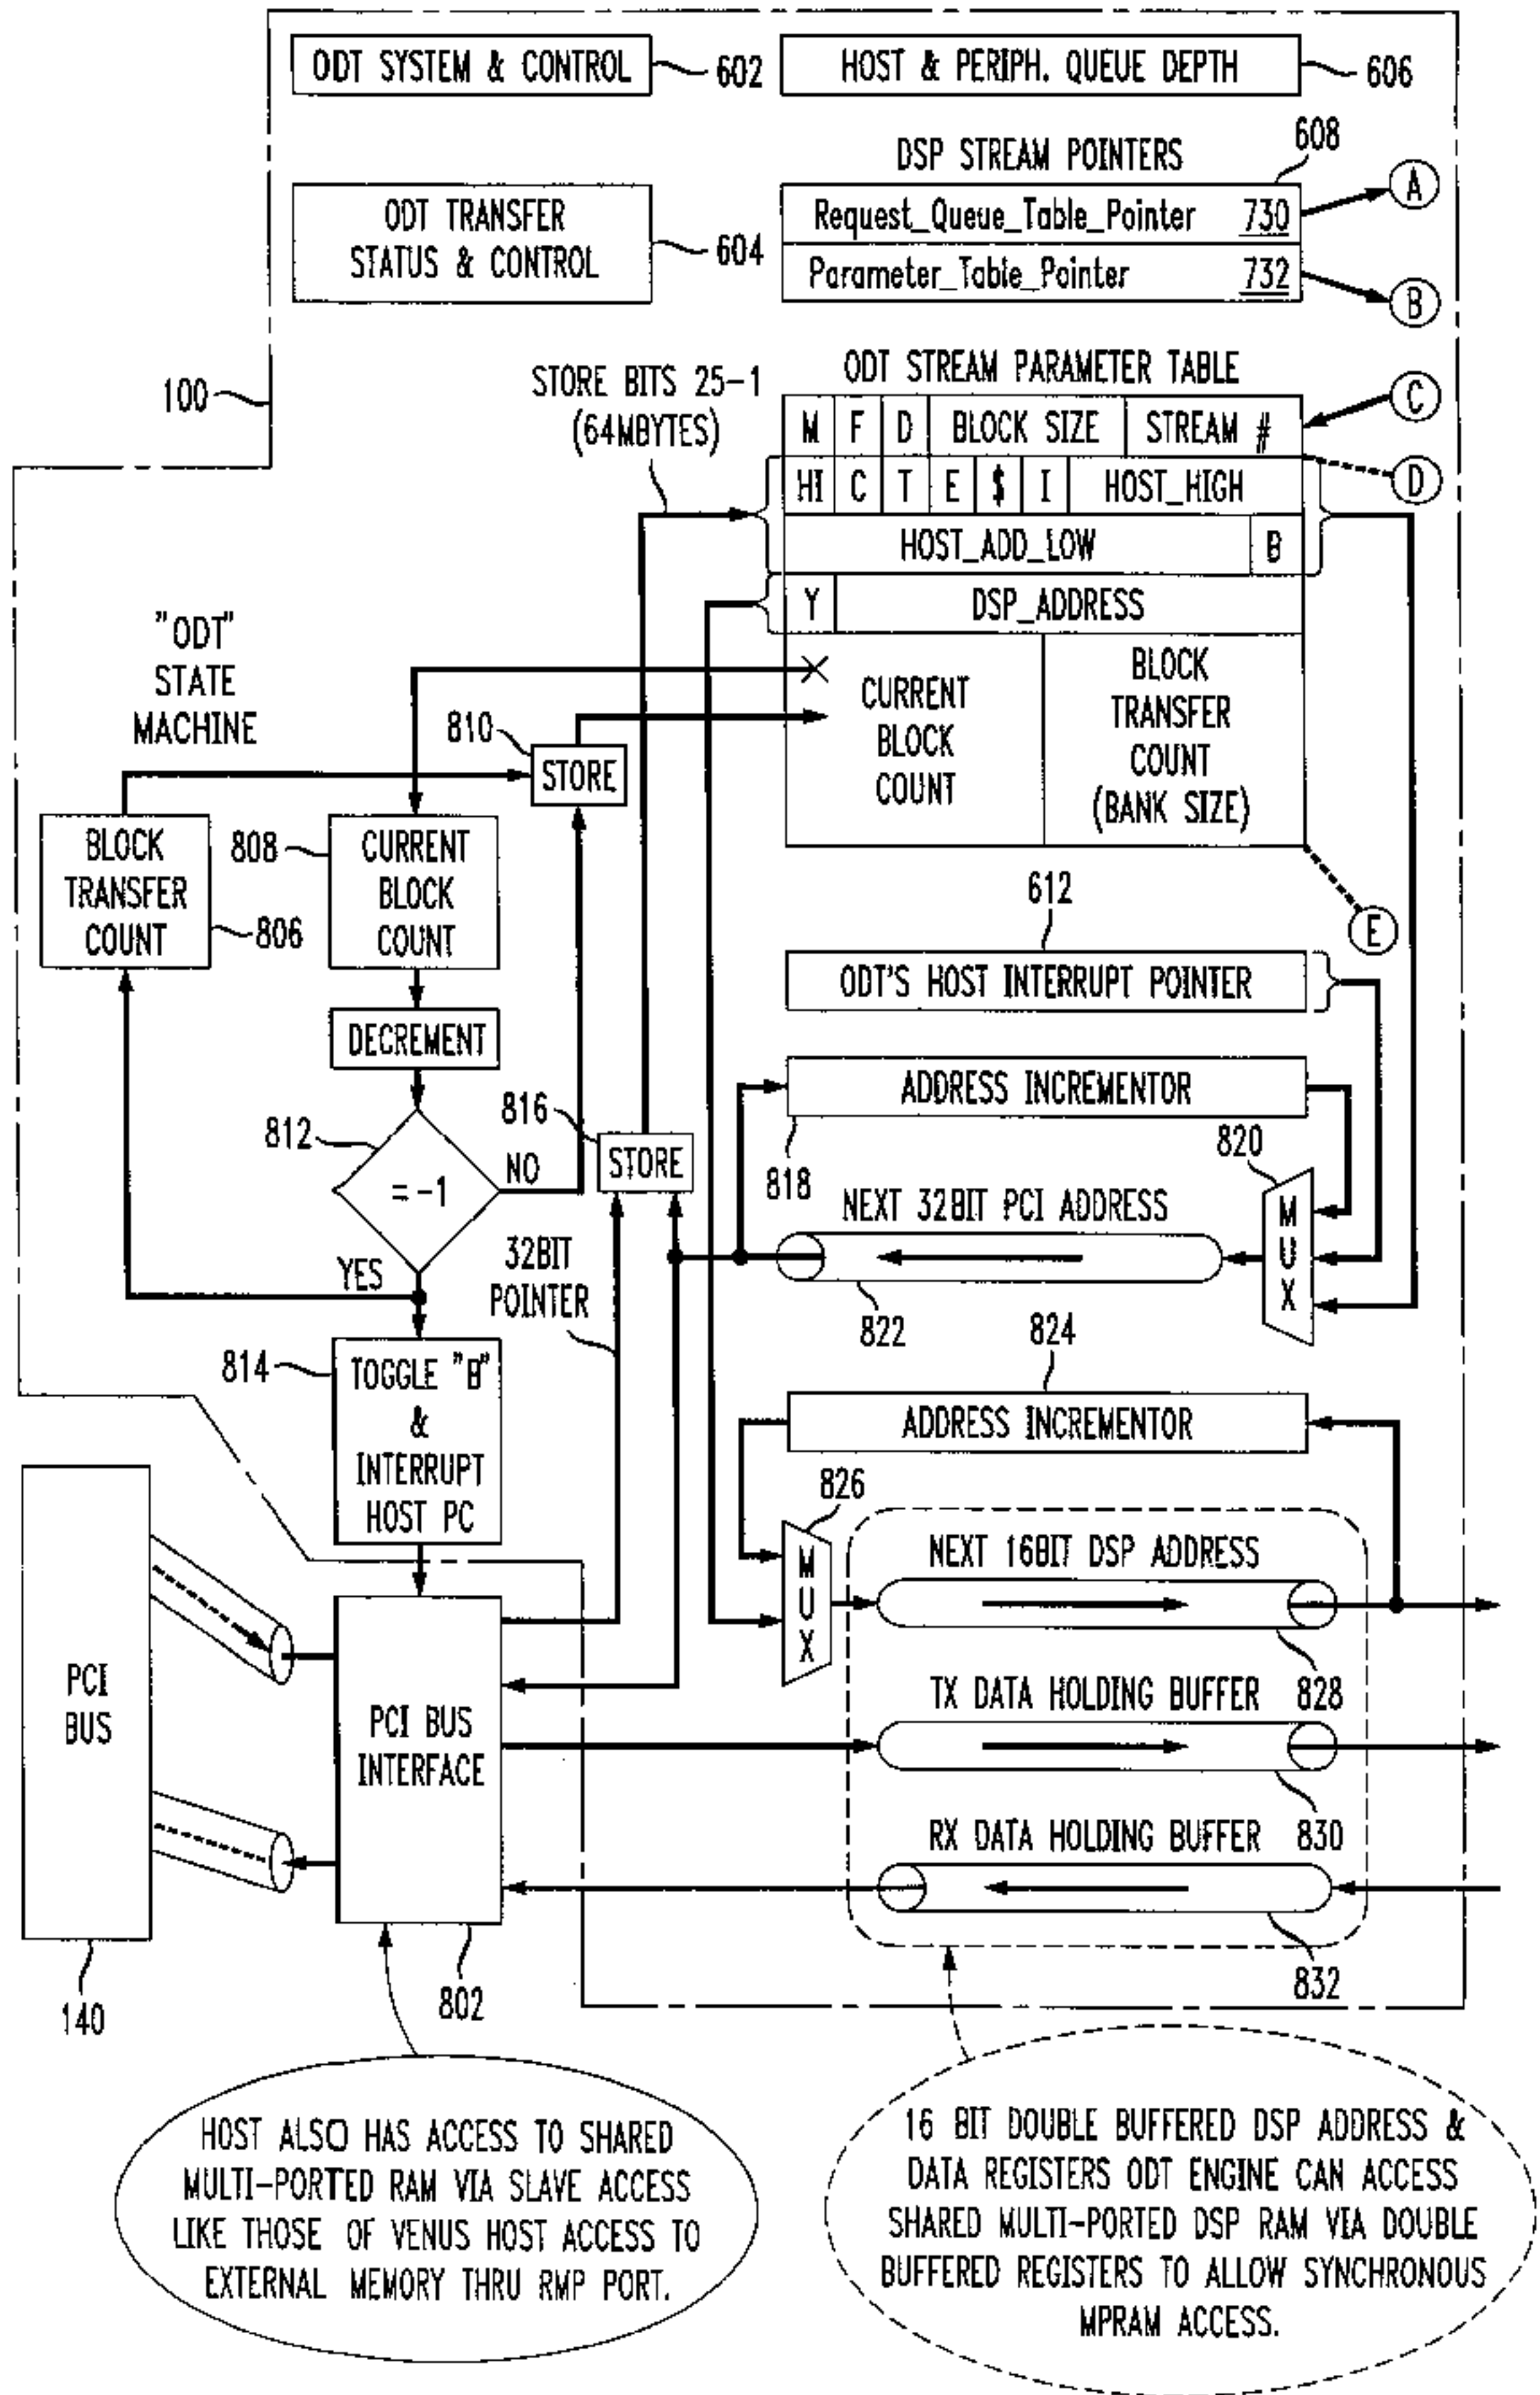 ODT SYSTEM & CONTROL
602
HOST & PERIPH. QUEUE DEPTH
606
DSP STREAM POINTERS
608
ODT TRANSFER
STATUS & CONTROL
604
Request_Queue_Table_Pointer 730
A
Parameter_Table_Pointer 732
B
100
STORE BITS 25-1
(64MBYTES)
ODT STREAM PARAMETER TABLE
C
M F D BLOCK SIZE STREAM #
D
HI C T E $ I HOST_HIGH
HOST_ADD_LOW B
Y DSP_ADDRESS
"ODT"
STATE
MACHINE
CURRENT
BLOCK
COUNT
BLOCK
TRANSFER
COUNT
(BANK SIZE)
E
810
STORE
BLOCK
TRANSFER
COUNT
806
808
CURRENT
BLOCK
COUNT
612
ODT'S HOST INTERRUPT POINTER
DECREMENT
812
= -1
NO
YES
816
STORE
ADDRESS INCREMENTOR
818
820
MUX
NEXT 32BIT PCI ADDRESS
822
32BIT
POINTER
824
ADDRESS INCREMENTOR
814
TOGGLE "B"
&
INTERRUPT
HOST PC
826
MUX
NEXT 16BIT DSP ADDRESS
828
TX DATA HOLDING BUFFER
830
RX DATA HOLDING BUFFER
832
PCI
BUS
140
PCI BUS
INTERFACE
802
HOST ALSO HAS ACCESS TO SHARED
MULTI-PORTED RAM VIA SLAVE ACCESS
LIKE THOSE OF VENUS HOST ACCESS TO
EXTERNAL MEMORY THRU RMP PORT.
16 BIT DOUBLE BUFFERED DSP ADDRESS &
DATA REGISTERS ODT ENGINE CAN ACCESS
SHARED MULTI-PORTED DSP RAM VIA DOUBLE
BUFFERED REGISTERS TO ALLOW SYNCHRONOUS
MPRAM ACCESS.